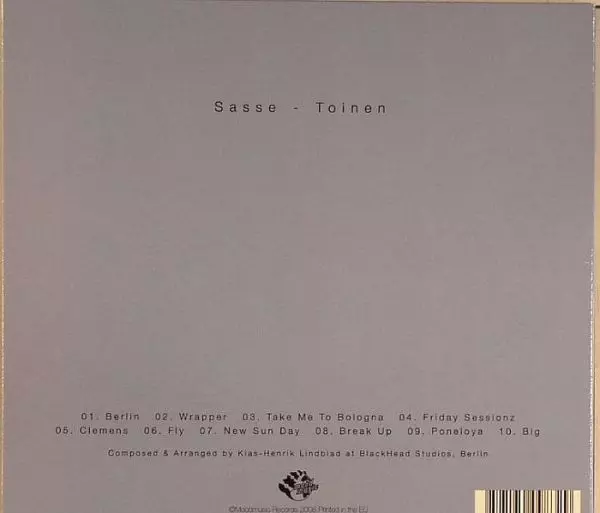 Sasse - Toinen
01. Berlin 02. Wrapper 03. Take Me To Bologna 04. Friday Sessionz
05. Clemens 06. Fly 07. New Sun Day 08. Break Up 09. Poneloya 10. Big
Composed & Arranged by Klas-Henrik Lindblad at BlackHead Studios, Berlin
©Moodmusic Records 2008 Printed in the EU